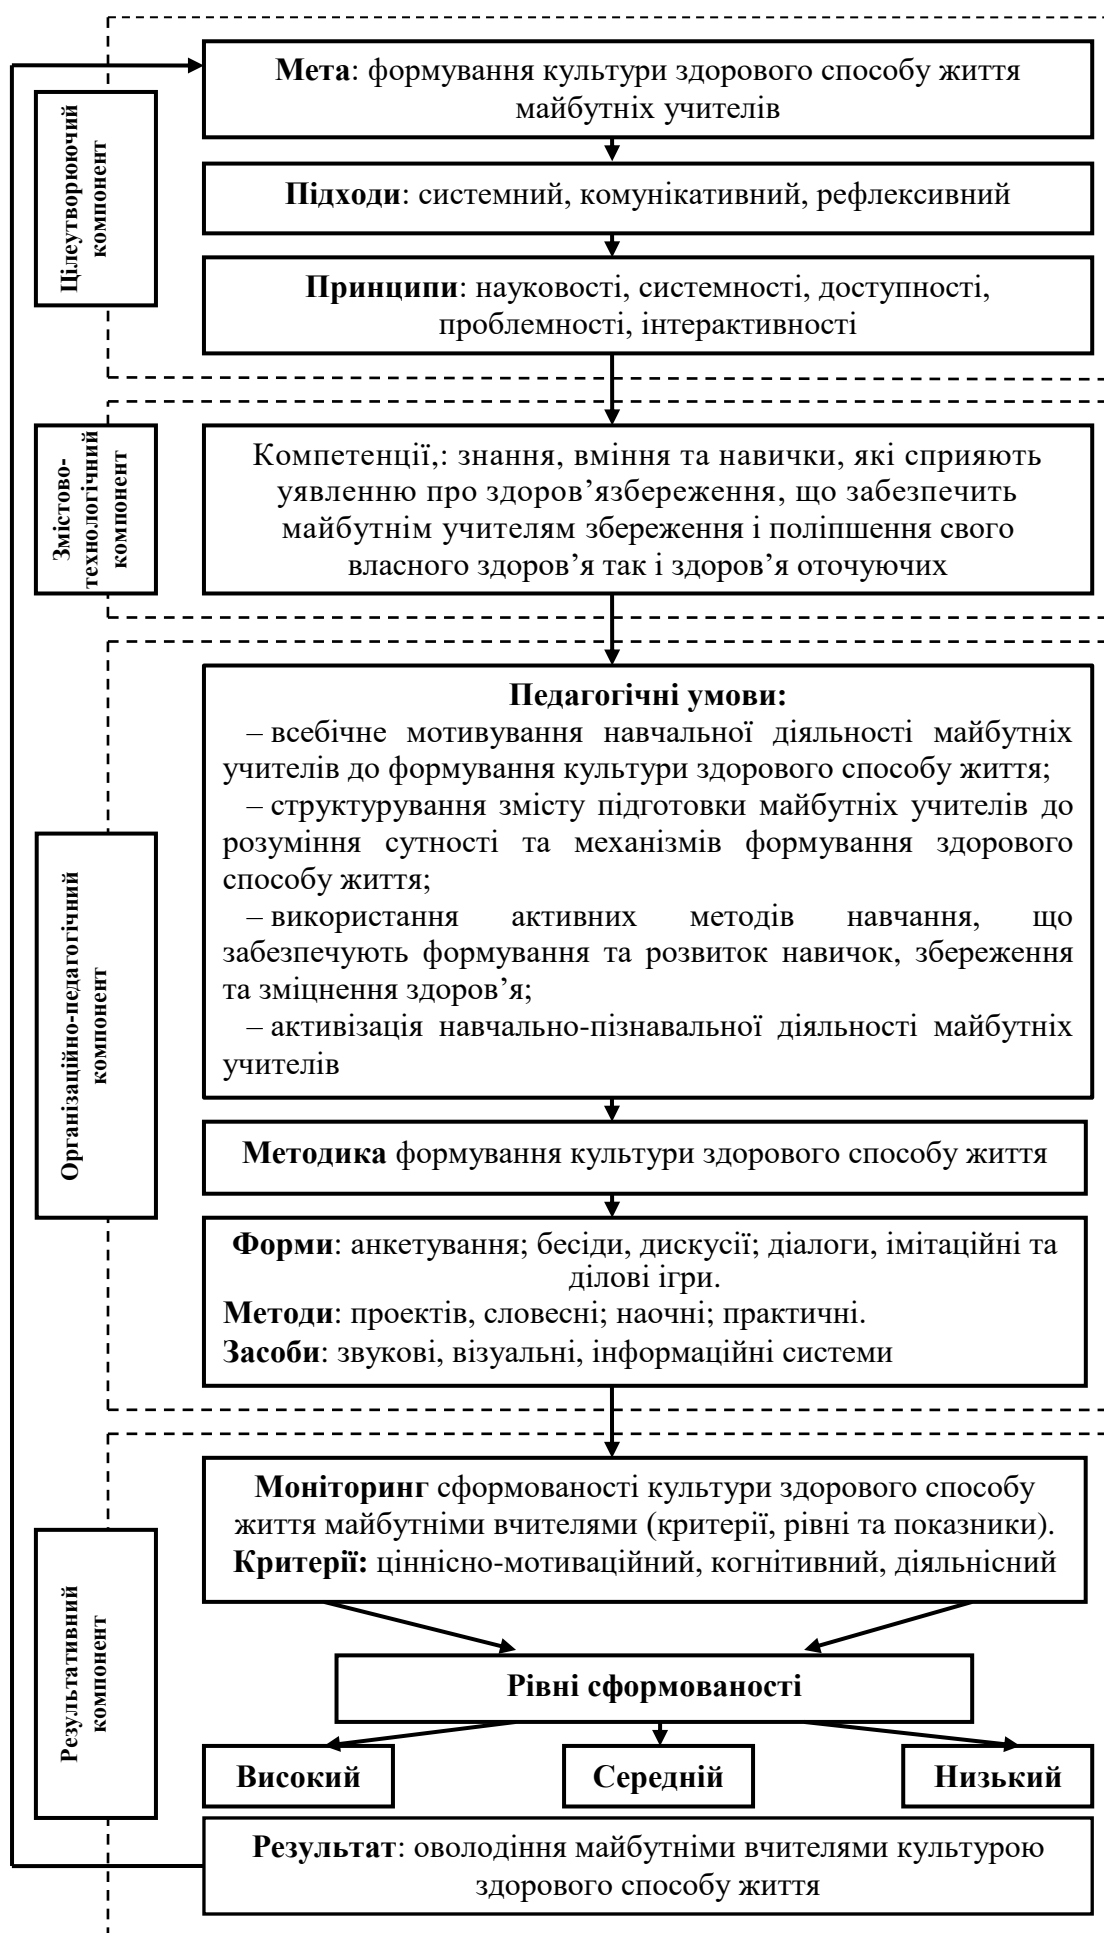 Мета: формування культури здорового способу життя
майбутніх учителів
Цілеутворюючий
компонент
Підходи: системний, комунікативний, рефлексивний
Принципи: науковості, системності, доступності,
проблемності, інтерактивності
Змістово-
технологічний
компонент
Компетенції,: знання, вміння та навички, які сприяють
уявленню про здоров’язбереження, що забезпечить
майбутнім учителям збереження і поліпшення свого
власного здоров’я так і здоров’я оточуючих
Організаційно-педагогічний
компонент
Педагогічні умови:
– всебічне мотивування навчальної діяльності майбутніх
учителів до формування культури здорового способу життя;
– структурування змісту підготовки майбутніх учителів до
розуміння сутності та механізмів формування здорового
способу життя;
– використання активних методів навчання, що
забезпечують формування та розвиток навичок, збереження
та зміцнення здоров’я;
– активізація навчально-пізнавальної діяльності майбутніх
учителів
Методика формування культури здорового способу життя
Форми: анкетування; бесіди, дискусії; діалоги, імітаційні та
ділові ігри.
Методи: проектів, словесні; наочні; практичні.
Засоби: звукові, візуальні, інформаційні системи
Результативний
компонент
Моніторинг сформованості культури здорового способу
життя майбутніми вчителями (критерії, рівні та показники).
Критерії: ціннісно-мотиваційний, когнітивний, діяльнісний
Рівні сформованості
Високий
Середній
Низький
Результат: оволодіння майбутніми вчителями культурою
здорового способу життя